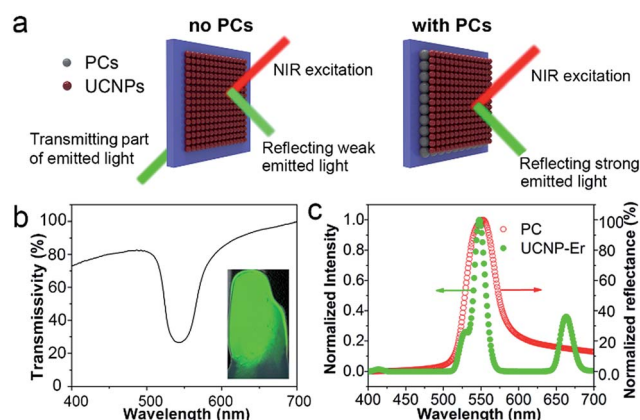 a
no PCs
with PCs
PCs
UCNPs
NIR excitation
NIR excitation
Transmitting part
of emitted light
Reflecting weak
emitted light
Reflecting strong
emitted light
b
Transmissivity (%)
100
80
60
40
20
0
400
500
600
700
Wavelength (nm)
c
Normalized Intensity
1.0
0.8
0.6
0.4
0.2
0.0
PC
UCNP-Er
100
80
60
40
20
0
Normalized reflectance (%)
400
450
500
550
600
650
700
Wavelength (nm)